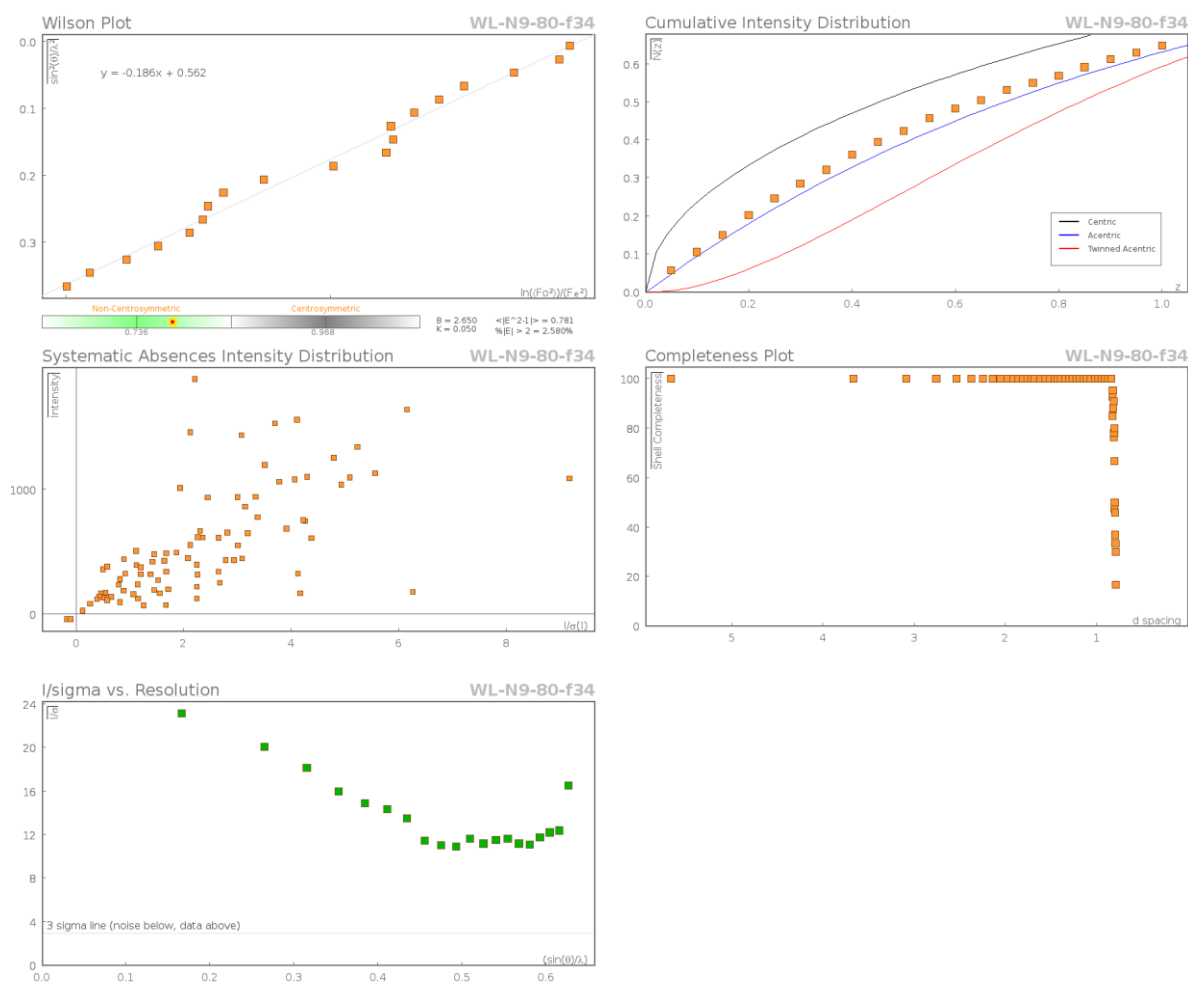 Wilson Plot WL-N9-80-f34
sin²(θ)/λ²
y = -0.186x + 0.562
0.0
0.1
0.2
0.3
ln(⟨Fo²⟩)/(Fe²)
Non-Centrosymmetric Centrosymmetric
0.736 0.968
B = 2.650 <|E^2-1|> = 0.781
K = 0.050 %|E| > 2 = 2.580%
Cumulative Intensity Distribution WL-N9-80-f34
N(z)
0.6
0.5
0.4
0.3
0.2
0.1
0.0
Centric
Acentric
Twinned Acentric
z
0.0 0.2 0.4 0.6 0.8 1.0
Systematic Absences Intensity Distribution WL-N9-80-f34
Intensity
1000
0
I/σ(I)
0 2 4 6 8
Completeness Plot WL-N9-80-f34
Shell Completeness
100
80
60
40
20
0
d spacing
5 4 3 2 1
I/sigma vs. Resolution WL-N9-80-f34
I/σ
24
20
16
12
8
4
0
3 sigma line (noise below, data above)
(sin(θ)/λ)
0.0 0.1 0.2 0.3 0.4 0.5 0.6